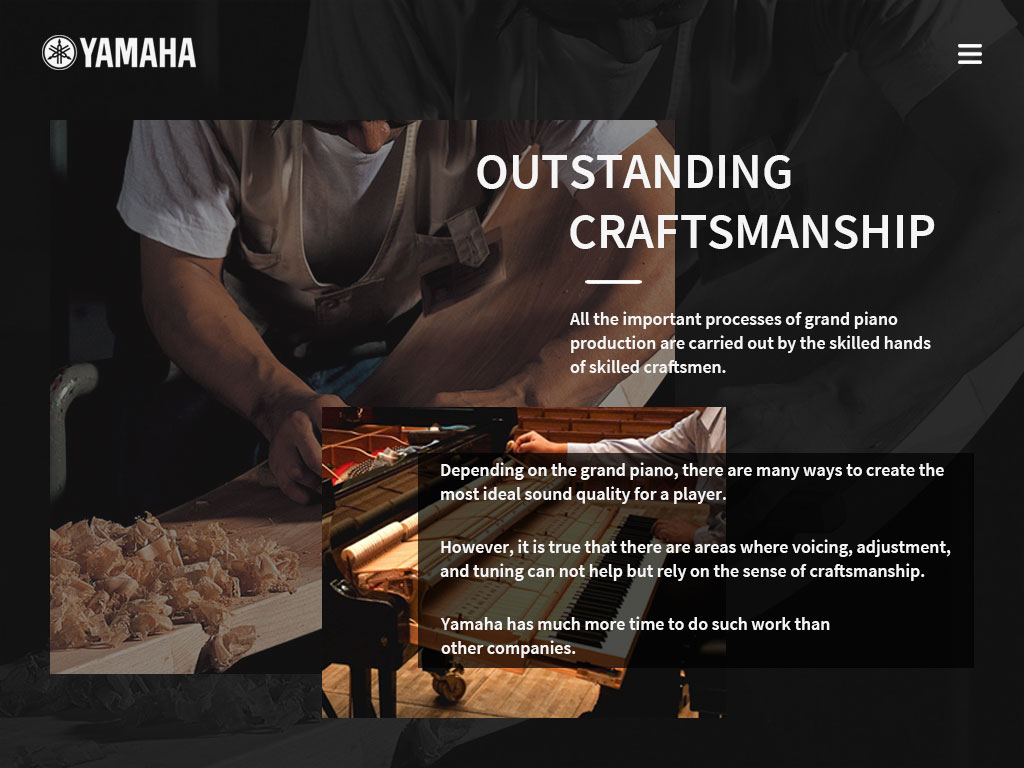 YAMAHA
OUTSTANDING
CRAFTSMANSHIP
All the important processes of grand piano
production are carried out by the skilled hands
of skilled craftsmen.
Depending on the grand piano, there are many ways to create the
most ideal sound quality for a player.
However, it is true that there are areas where voicing, adjustment,
and tuning can not help but rely on the sense of craftsmanship.
Yamaha has much more time to do such work than
other companies.